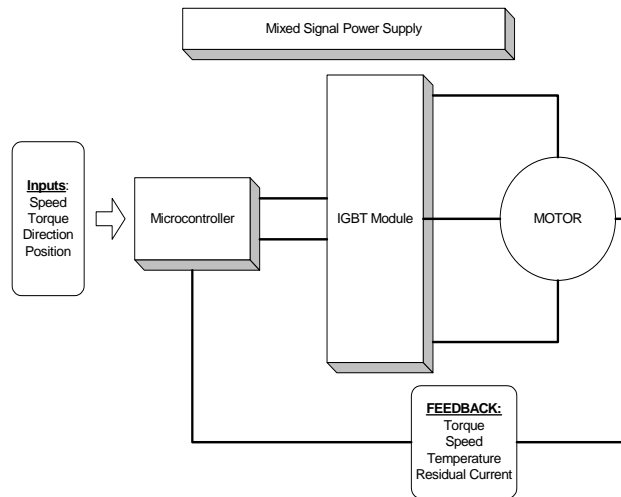 Mixed Signal Power Supply
Inputs:
Speed
Torque
Direction
Position
Microcontroller
IGBT Module
MOTOR
FEEDBACK:
Torque
Speed
Temperature
Residual Current